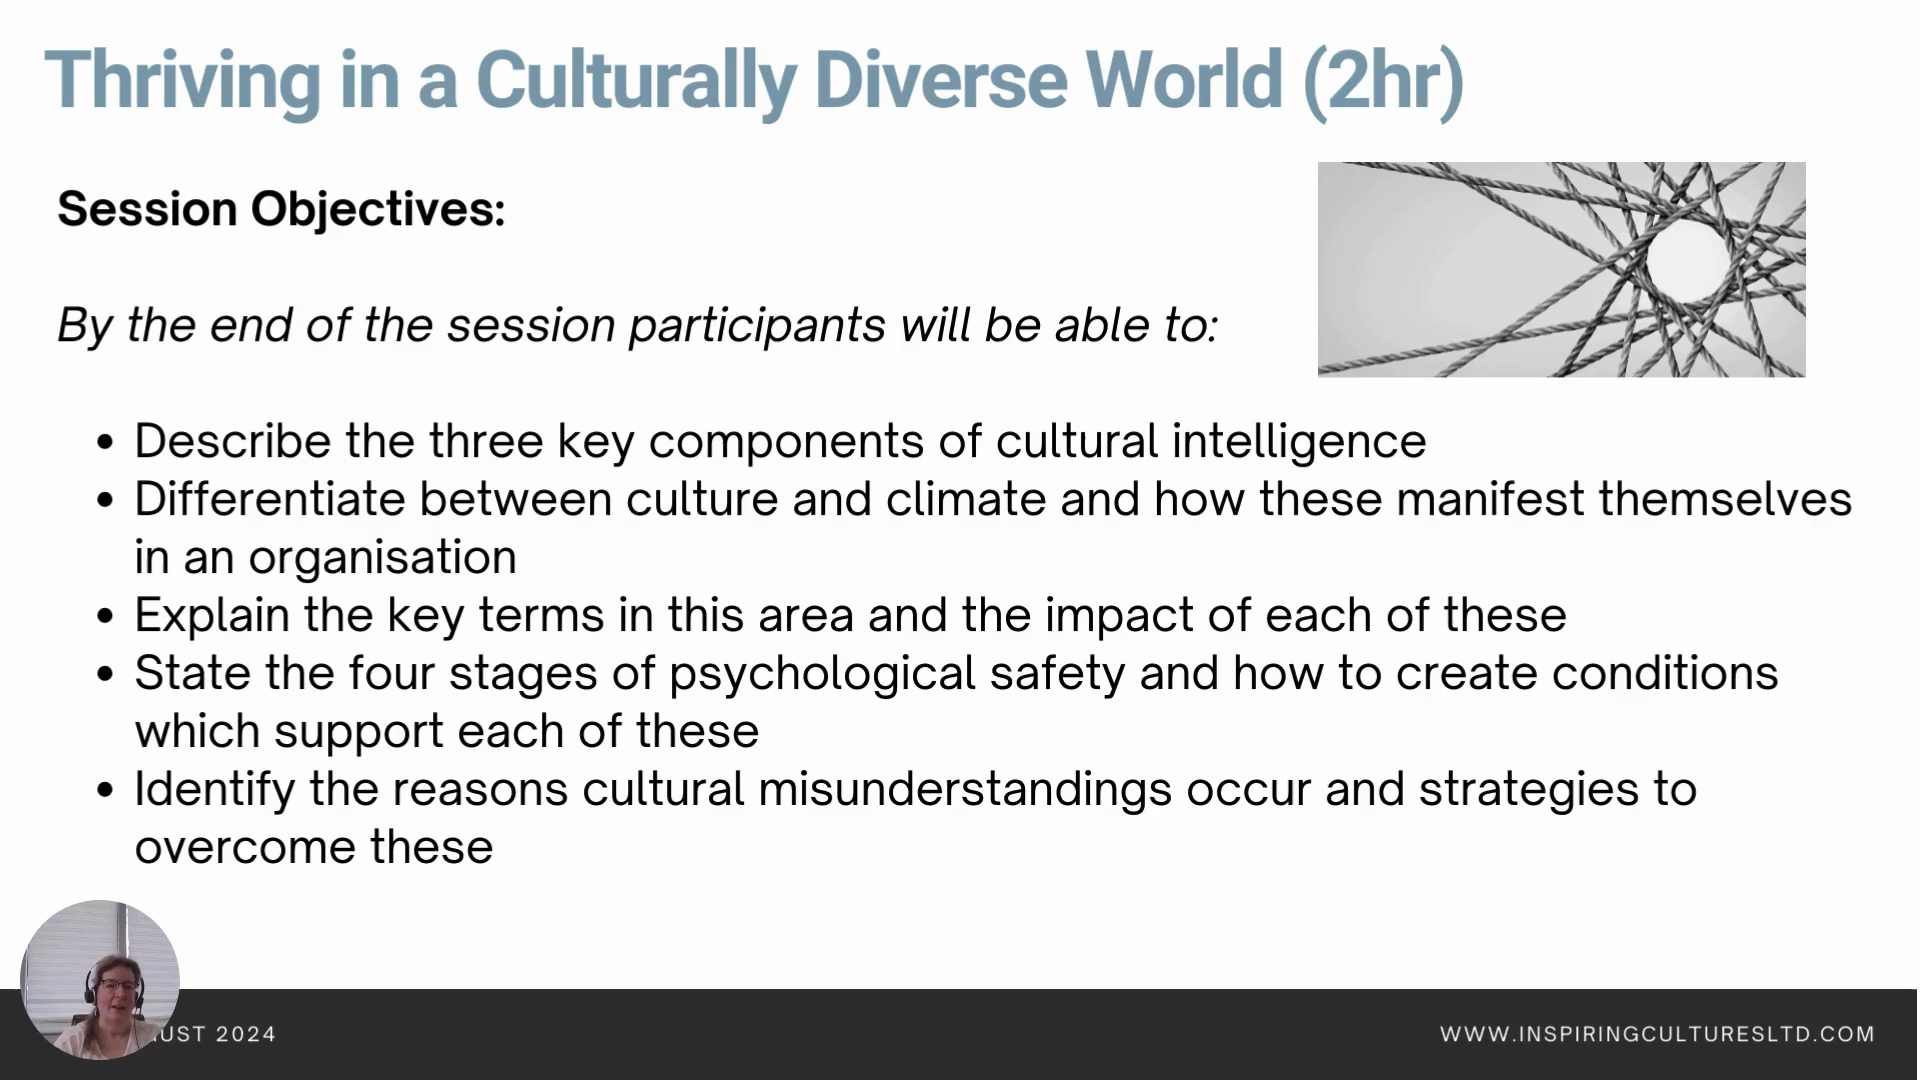 Thriving in a Culturally Diverse World (2hr)
Session Objectives:
By the end of the session participants will be able to:
• Describe the three key components of cultural intelligence
• Differentiate between culture and climate and how these manifest themselves
in an organisation
• Explain the key terms in this area and the impact of each of these
• State the four stages of psychological safety and how to create conditions
which support each of these
• Identify the reasons cultural misunderstandings occur and strategies to
overcome these
2024
WWW.INSPIRINGCULTURESLTD.COM